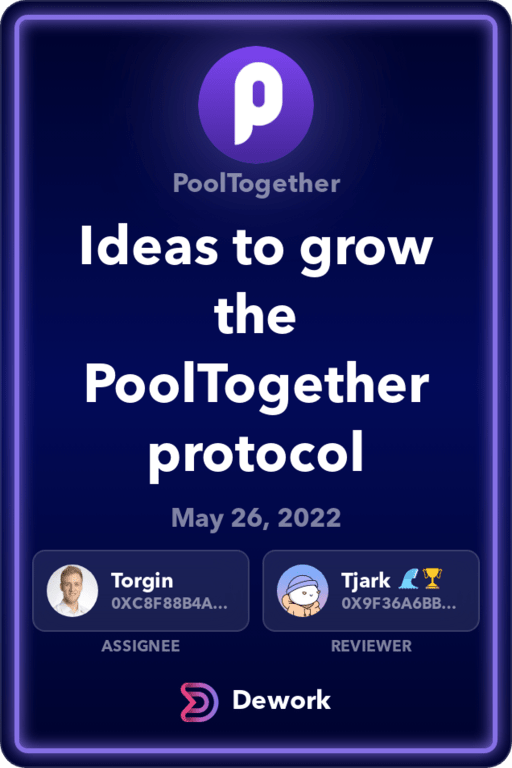 PoolTogether
Ideas to grow
the
PoolTogether
protocol
May 26, 2022
Torgin
0XC8F88B4A...
Tjark 🌊🏆
0X9F36A6BB...
ASSIGNEE
REVIEWER
Dework